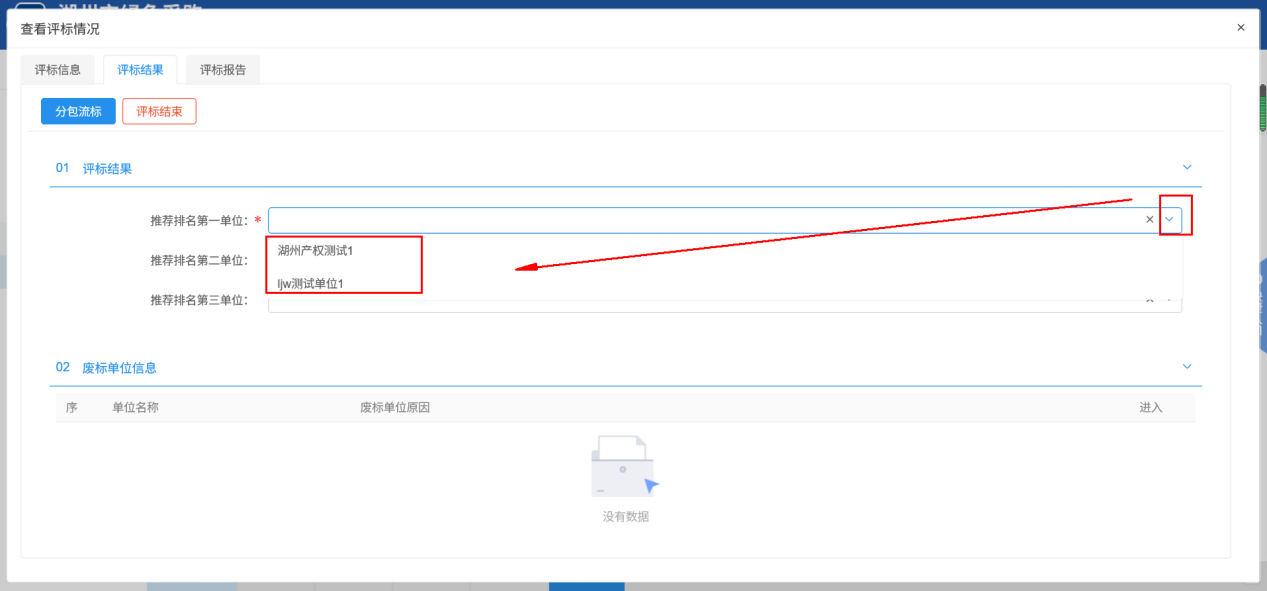 查看评标情况
×
评标信息 评标结果 评标报告
分包流标 评标结束
01 评标结果
推荐排名第一单位：*
湖州产权测试1
推荐排名第二单位：
ljw测试单位1
推荐排名第三单位：
02 废标单位信息
序 单位名称 废标单位原因 进入
没有数据